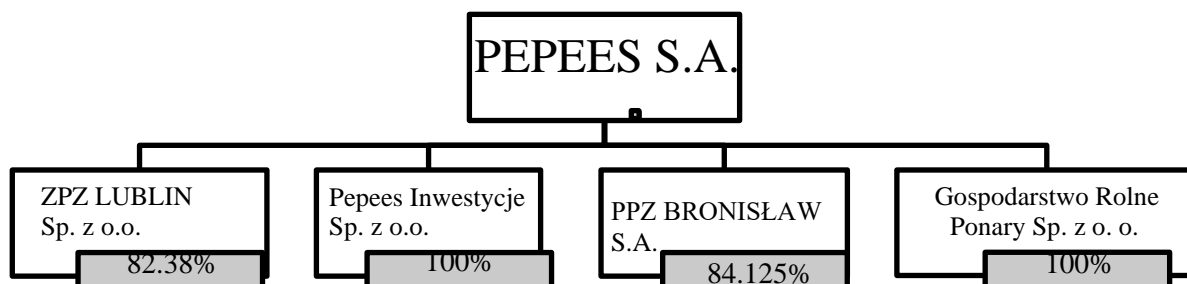 PEPEES S.A.
ZPZ LUBLIN
Sp. z o.o.
82.38%
Pepees Inwestycje
Sp. z o.o.
100%
PPZ BRONISŁAW
S.A.
84.125%
Gospodarstwo Rolne
Ponary Sp. z o. o.
100%